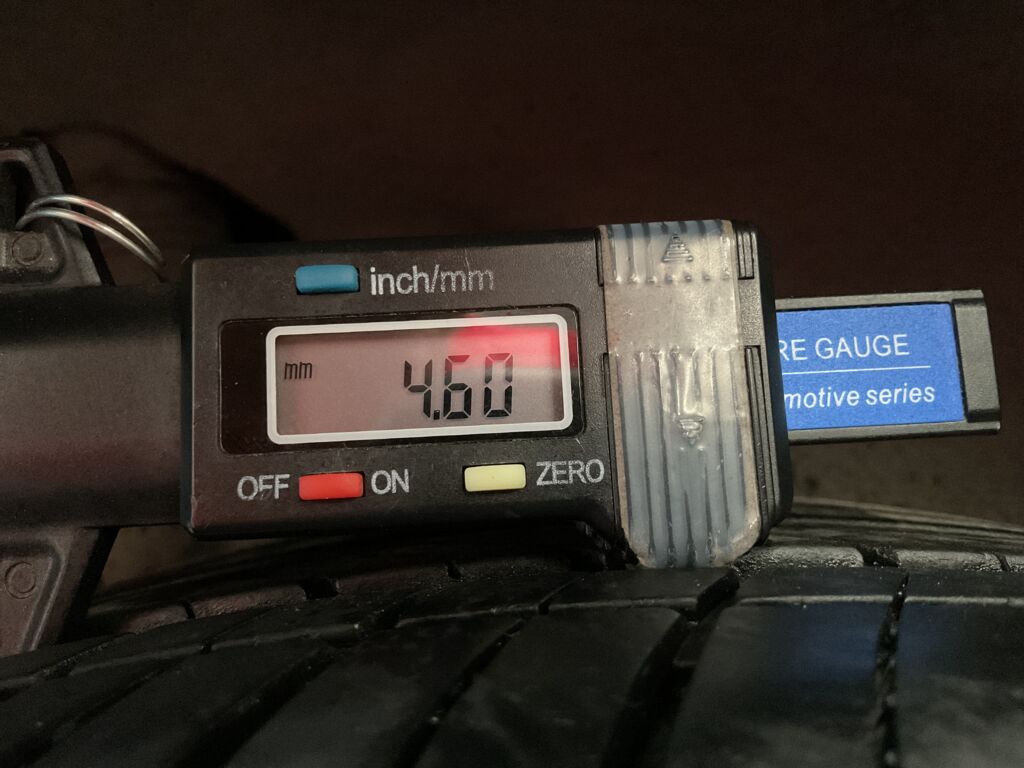 inch/mm
mm
4.60
OFF ON
ZERO
RE GAUGE
motive series